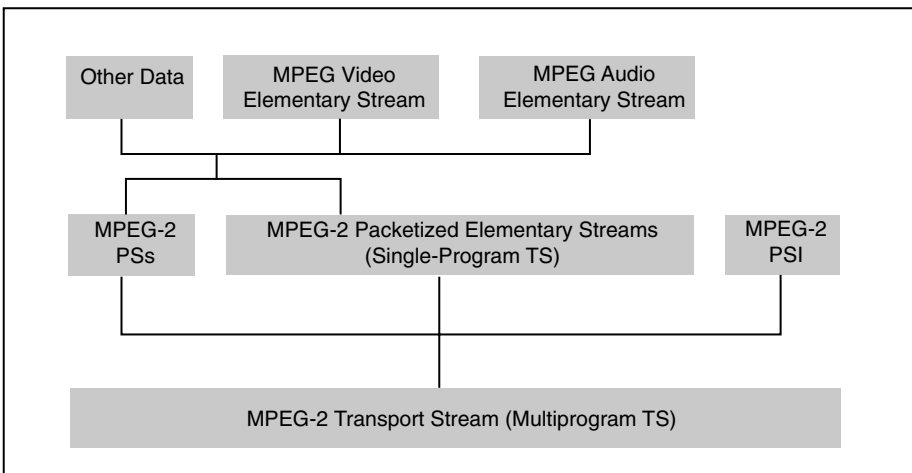 Other Data
MPEG Video
Elementary Stream
MPEG Audio
Elementary Stream
MPEG-2
PSs
MPEG-2 Packetized Elementary Streams
(Single-Program TS)
MPEG-2
PSI
MPEG-2 Transport Stream (Multiprogram TS)